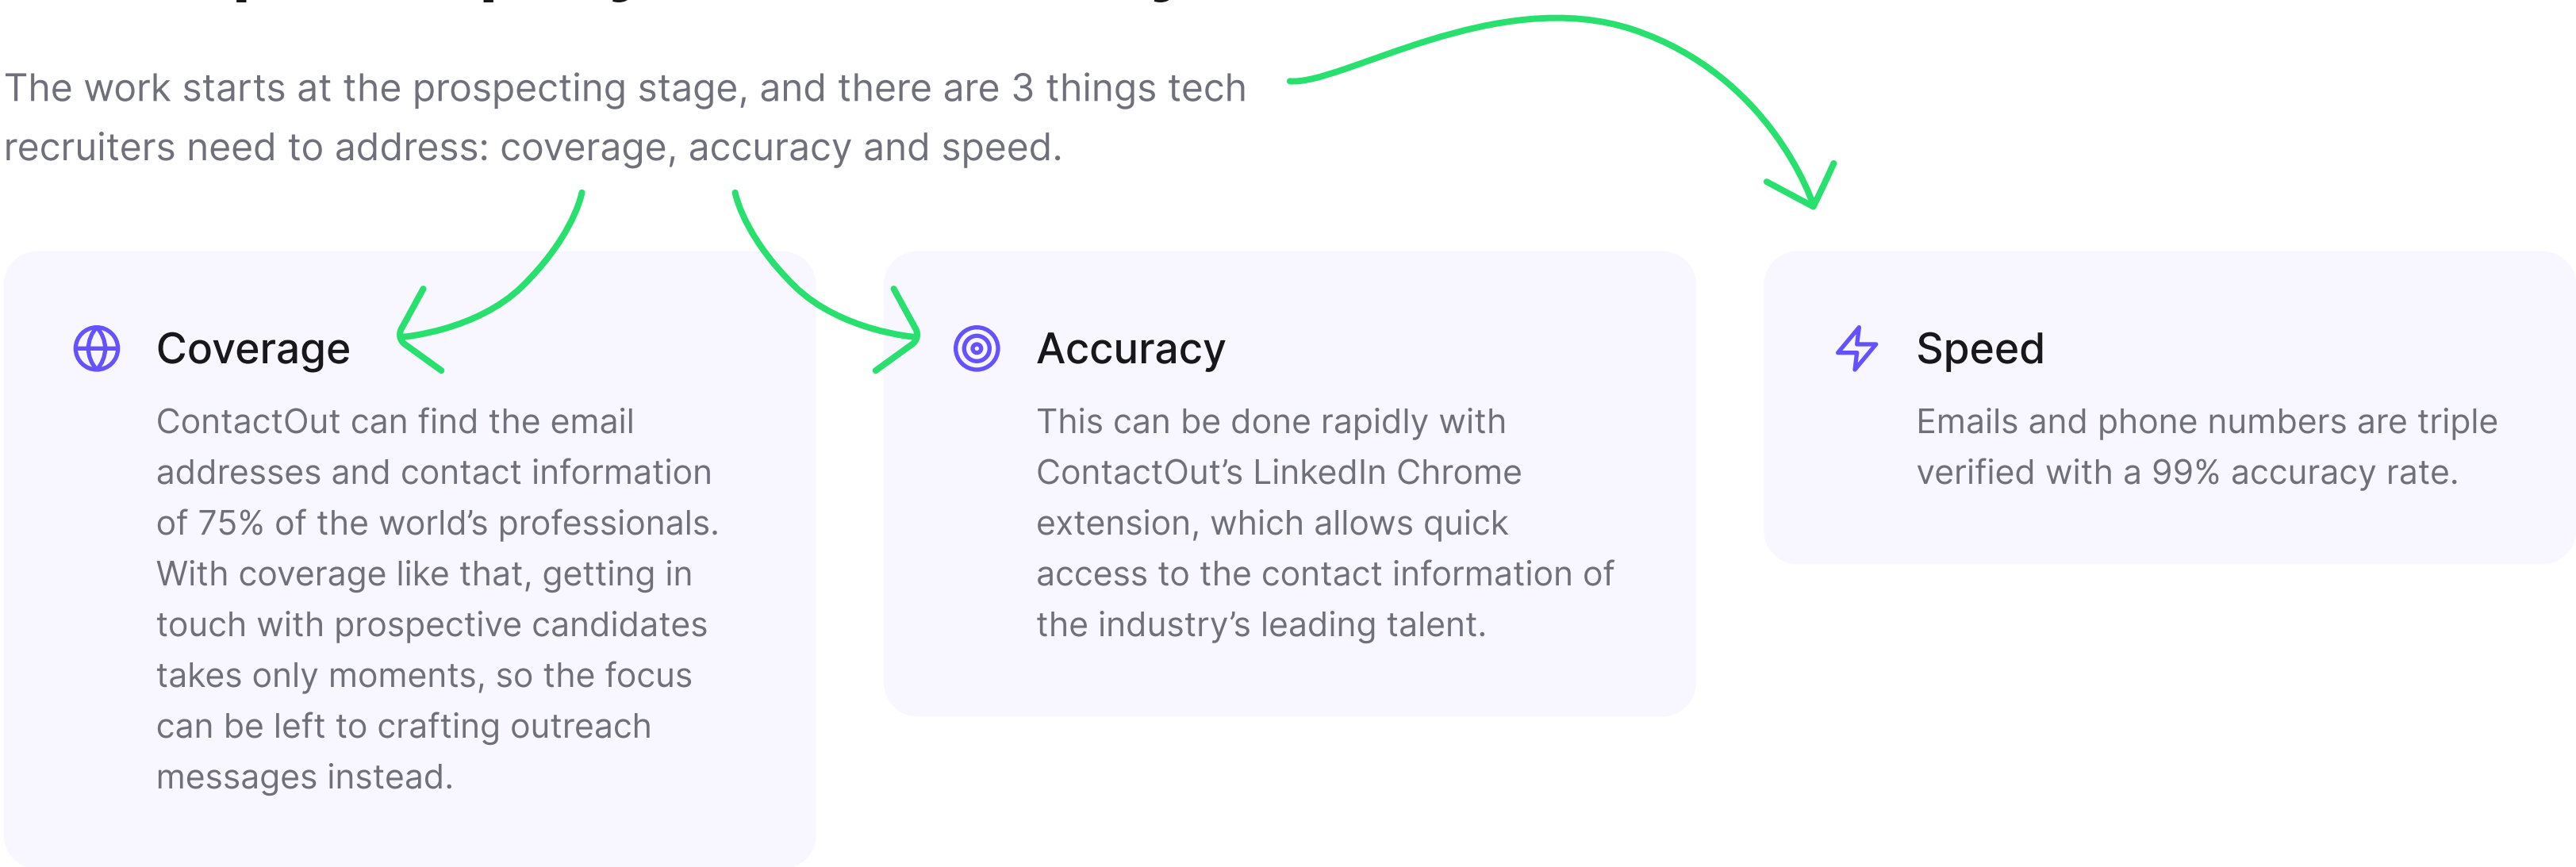 The work starts at the prospecting stage, and there are 3 things tech
recruiters need to address: coverage, accuracy and speed.
Coverage
ContactOut can find the email
addresses and contact information
of 75% of the world’s professionals.
With coverage like that, getting in
touch with prospective candidates
takes only moments, so the focus
can be left to crafting outreach
messages instead.
Accuracy
This can be done rapidly with
ContactOut’s LinkedIn Chrome
extension, which allows quick
access to the contact information of
the industry’s leading talent.
Speed
Emails and phone numbers are triple
verified with a 99% accuracy rate.